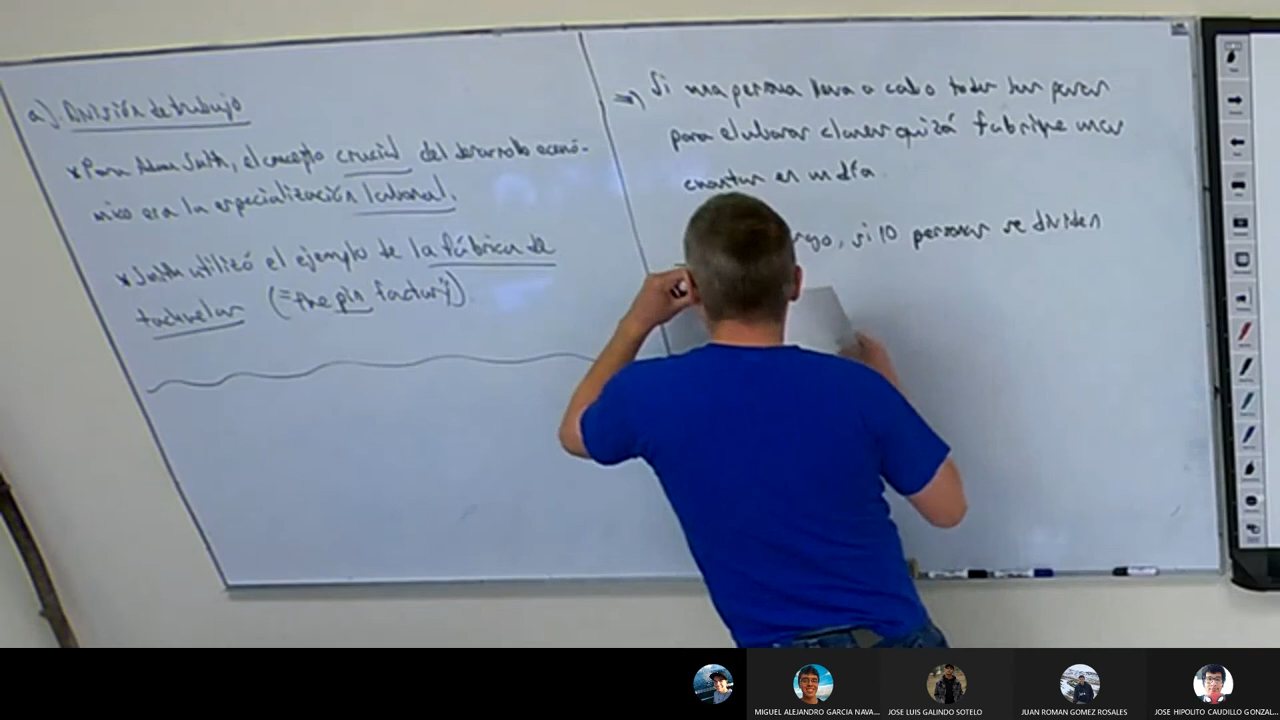 a). División de trabajo
*Para Adam Smith, el concepto crucial del desarrollo econó-
mico era la especialización laboral.
*Smith utilizó el ejemplo de la fábrica de
tachuelas (=the pin factory).
⇒ Si una persona lleva a cabo todos los pasos
para elaborar clavos quizá fabrique unos
cuantos en un día.
si 10 personas se dividen
MIGUEL ALEJANDRO GARCIA NAVA...
JOSE LUIS GALINDO SOTELO
JUAN ROMAN GOMEZ ROSALES
JOSE HIPOLITO CAUDILLO GONZAL...